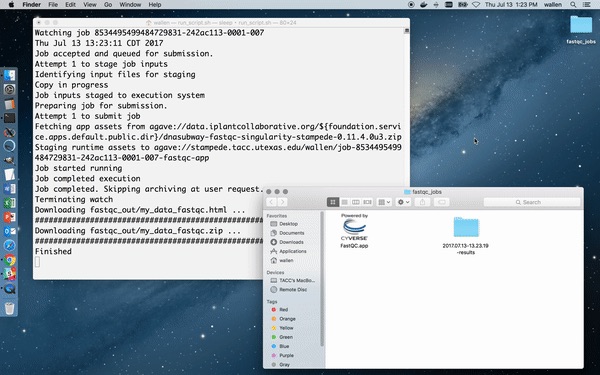 Finder File Edit View Go Window Help
Thu Jul 13 1:23 PM wallen
fastqc_jobs
wallen — run_script.sh — sleep — run_script.sh — 80×24
Watching job 8534495499484729831-242ac113-0001-007
Thu Jul 13 13:23:11 CDT 2017
Job accepted and queued for submission.
Attempt 1 to stage job inputs
Identifying input files for staging
Copy in progress
Job inputs staged to execution system
Preparing job for submission.
Attempt 1 to submit job
Fetching app assets from agave://data.iplantcollaborative.org/${foundation.servi
ce.apps.default.public.dir}/dnasubway-fastqc-singularity-stampede-0.11.4.0u3.zip
Staging runtime assets to agave://stampede.tacc.utexas.edu/wallen/job-8534495499
484729831-242ac113-0001-007-fastqc-app
Job started running
Job completed execution
Job completed. Skipping archiving at user request.
Terminating watch
Downloading fastqc_out/my_data_fastqc.html ...
Downloading fastqc_out/my_data_fastqc.zip ...
Finished
fastqc_jobs
Search
Favorites
Desktop
Documents
Downloads
Applications
wallen
Devices
TACC's MacBo...
Remote Disc
Tags
Red
Orange
Yellow
Green
Blue
Purple
Gray
Powered by
CYVERSE
FastQC.app
2017.07.13-13.23.19
-results